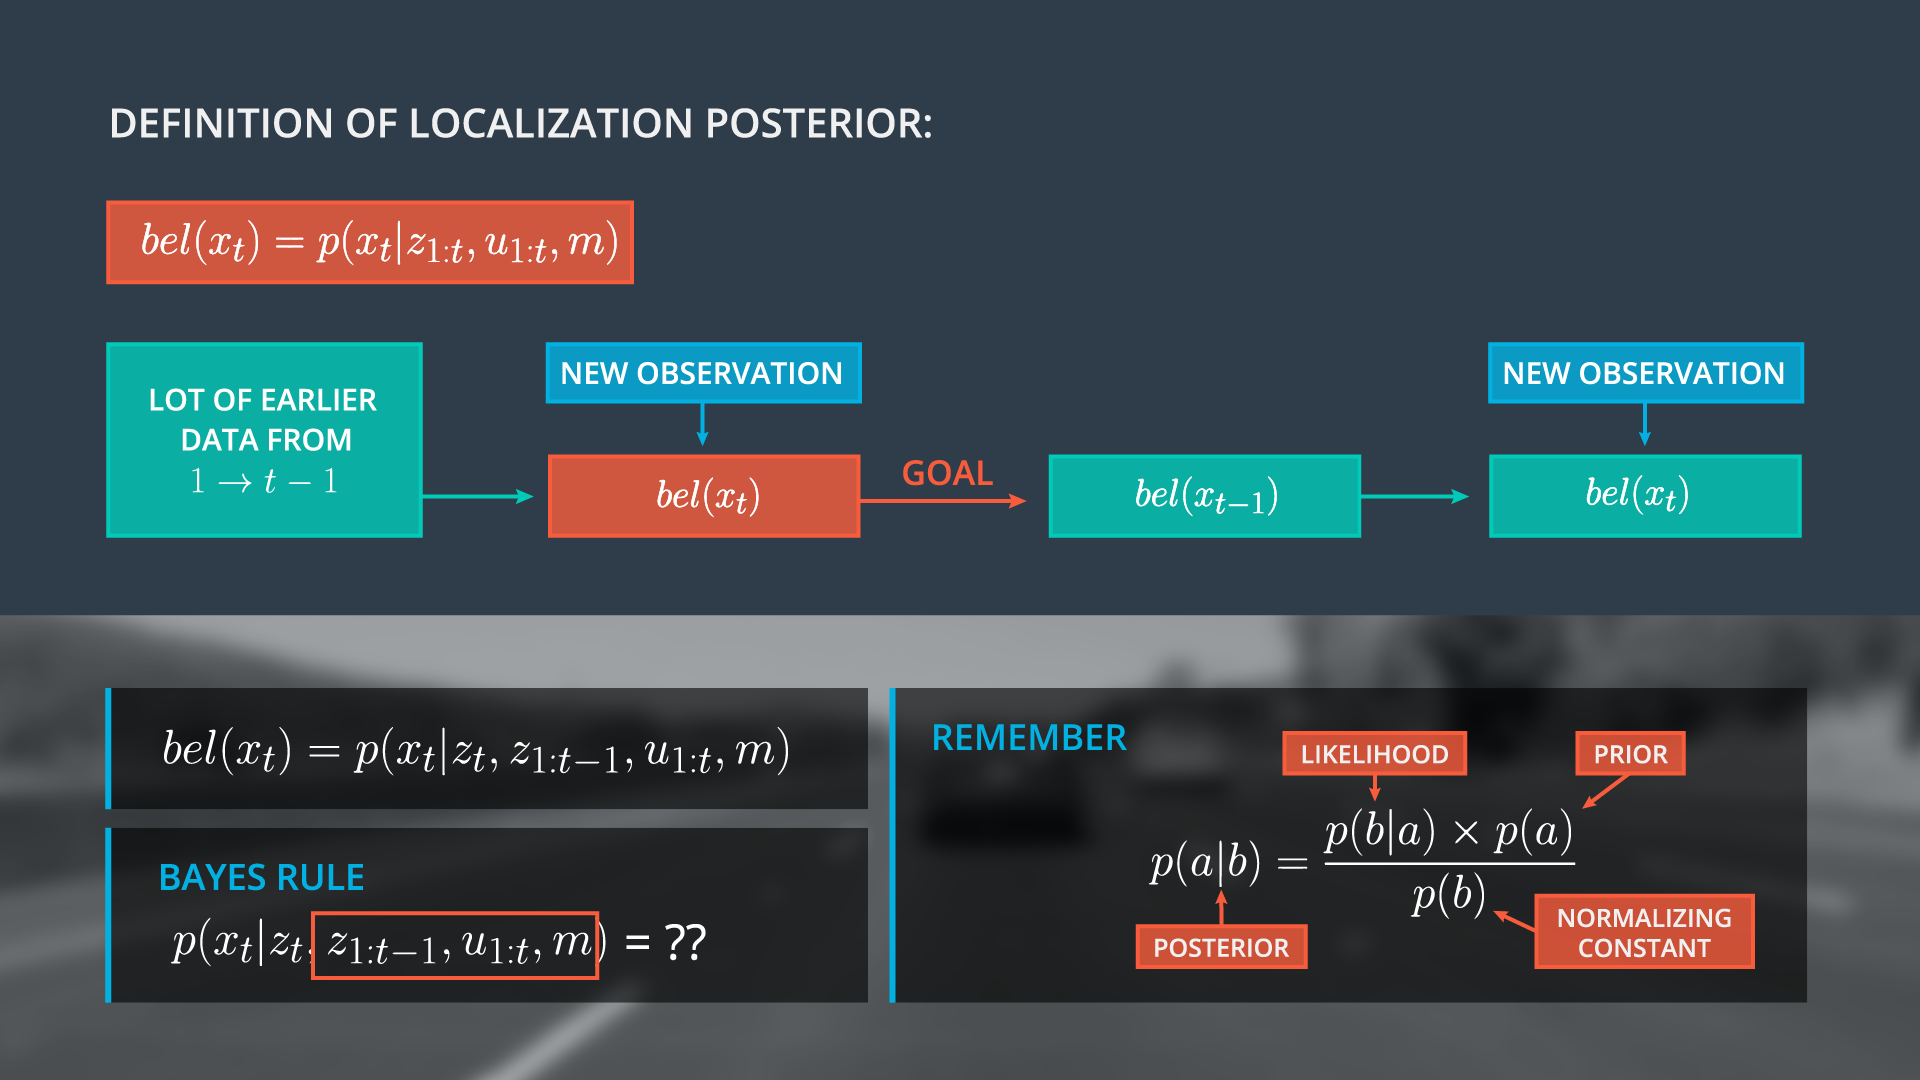 DEFINITION OF LOCALIZATION POSTERIOR:
bel(x_t) = p(x_t|z_{1:t}, u_{1:t}, m)
LOT OF EARLIER
DATA FROM
1 → t − 1
NEW OBSERVATION
bel(x_t)
GOAL
bel(x_{t−1})
NEW OBSERVATION
bel(x_t)
bel(x_t) = p(x_t|z_t, z_{1:t−1}, u_{1:t}, m)
BAYES RULE
p(x_t|z_t, z_{1:t−1}, u_{1:t}, m) = ??
REMEMBER
LIKELIHOOD
PRIOR
p(a|b) = \frac{p(b|a) × p(a)}{p(b)}
POSTERIOR
NORMALIZING
CONSTANT